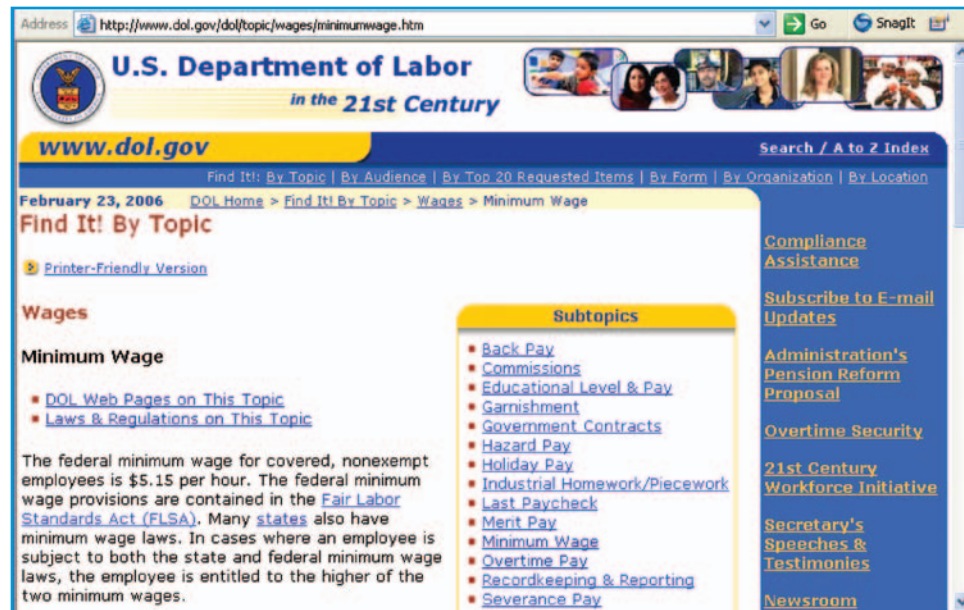 Address http://www.dol.gov/dol/topic/wages/minimumwage.htm Go SnagIt
U.S. Department of Labor
in the 21st Century
www.dol.gov
Search / A to Z Index
Find It!: By Topic | By Audience | By Top 20 Requested Items | By Form | By Organization | By Location
February 23, 2006 DOL Home > Find It! By Topic > Wages > Minimum Wage
Find It! By Topic
Printer-Friendly Version
Wages
Minimum Wage
DOL Web Pages on This Topic
Laws & Regulations on This Topic
The federal minimum wage for covered, nonexempt
employees is $5.15 per hour. The federal minimum
wage provisions are contained in the Fair Labor
Standards Act (FLSA). Many states also have
minimum wage laws. In cases where an employee is
subject to both the state and federal minimum wage
laws, the employee is entitled to the higher of the
two minimum wages.
Subtopics
Back Pay
Commissions
Educational Level & Pay
Garnishment
Government Contracts
Hazard Pay
Holiday Pay
Industrial Homework/Piecework
Last Paycheck
Merit Pay
Minimum Wage
Overtime Pay
Recordkeeping & Reporting
Severance Pay
Compliance
Assistance
Subscribe to E-mail
Updates
Administration's
Pension Reform
Proposal
Overtime Security
21st Century
Workforce Initiative
Secretary's
Speeches &
Testimonies
Newsroom